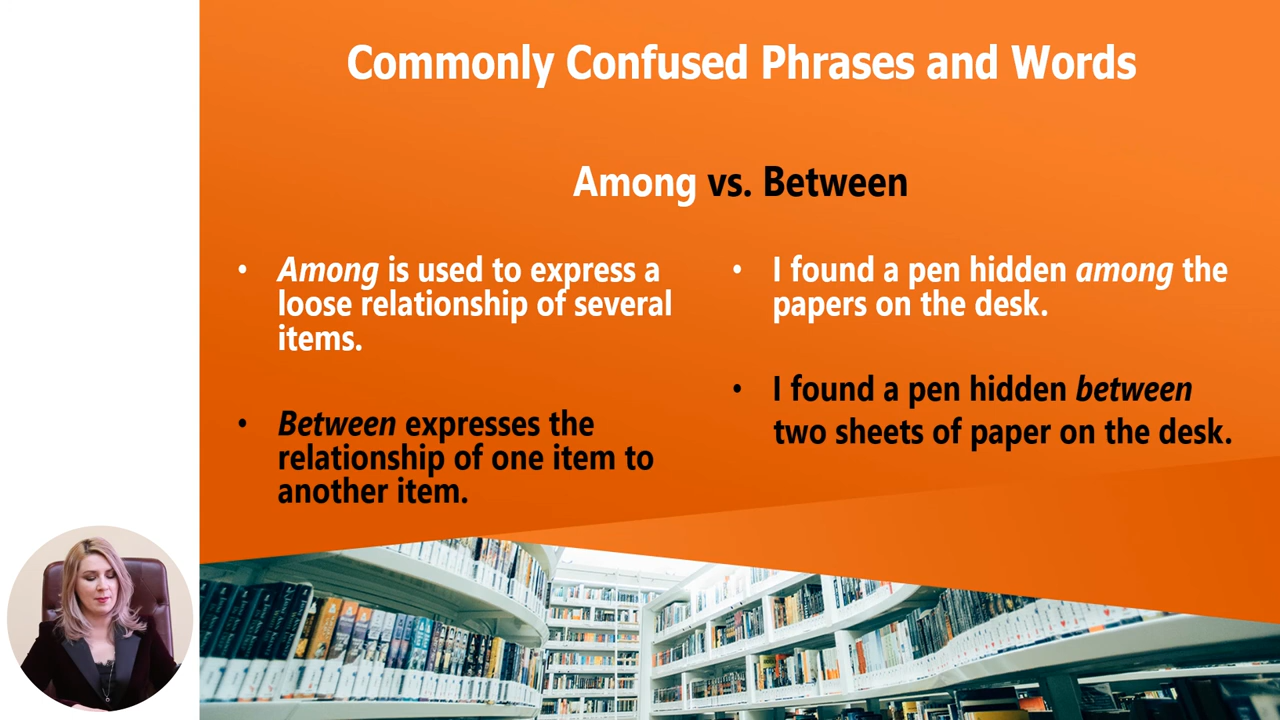 Commonly Confused Phrases and Words
Among vs. Between
• Among is used to express a
loose relationship of several
items.
• Between expresses the
relationship of one item to
another item.
• I found a pen hidden among the
papers on the desk.
• I found a pen hidden between
two sheets of paper on the desk.